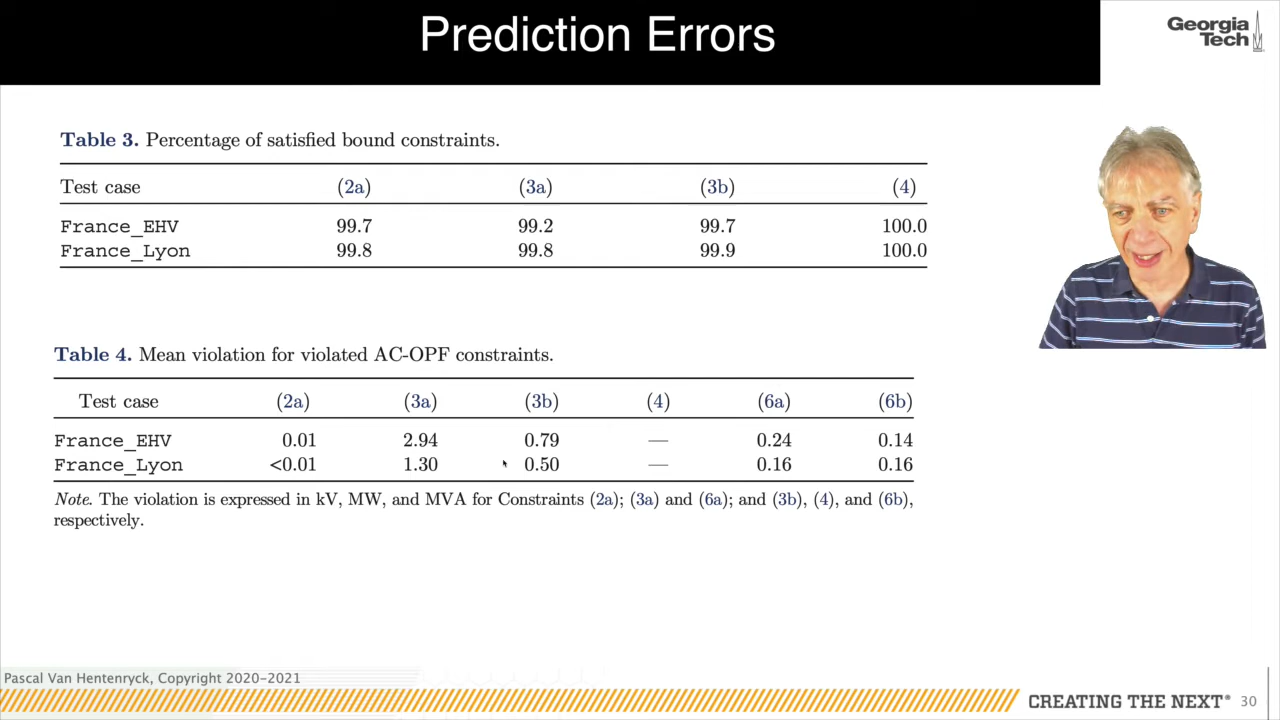 Prediction Errors
Georgia
Tech
Table 3. Percentage of satisfied bound constraints.
Test case (2a) (3a) (3b) (4)
France_EHV 99.7 99.2 99.7 100.0
France_Lyon 99.8 99.8 99.9 100.0
Table 4. Mean violation for violated AC-OPF constraints.
Test case (2a) (3a) (3b) (4) (6a) (6b)
France_EHV 0.01 2.94 0.79 — 0.24 0.14
France_Lyon <0.01 1.30 0.50 — 0.16 0.16
Note. The violation is expressed in kV, MW, and MVA for Constraints (2a); (3a) and (6a); and (3b), (4), and (6b),
respectively.
Pascal Van Hentenryck, Copyright 2020-2021
CREATING THE NEXT® 30